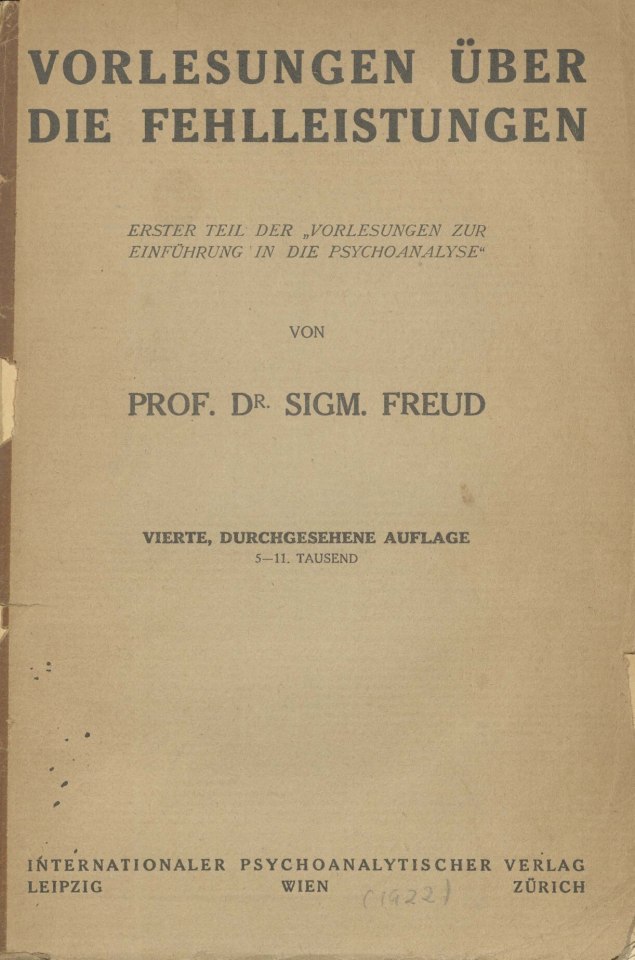 VORLESUNGEN ÜBER
DIE FEHLLEISTUNGEN
ERSTER TEIL DER „VORLESUNGEN ZUR
EINFÜHRUNG IN DIE PSYCHOANALYSE“
VON
PROF. DR. SIGM. FREUD
VIERTE, DURCHGESEHENE AUFLAGE
5—11. TAUSEND
INTERNATIONALER PSYCHOANALYTISCHER VERLAG
LEIPZIG WIEN ZÜRICH
(1922)